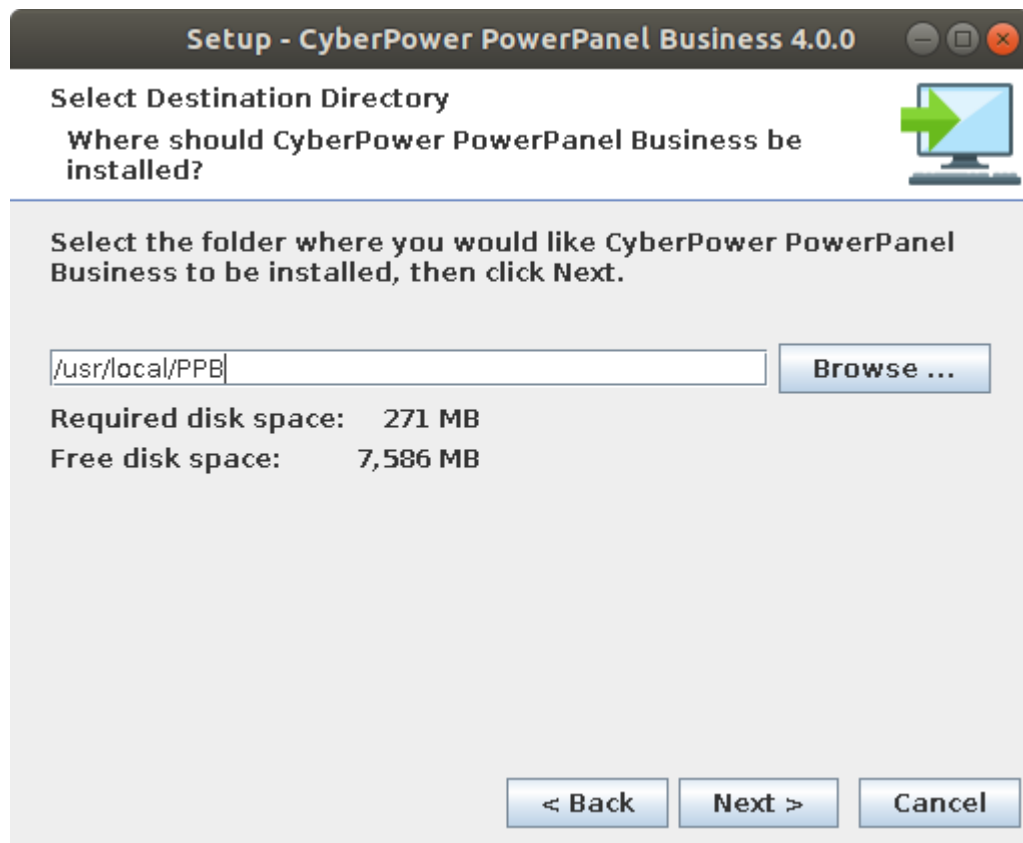 Setup - CyberPower PowerPanel Business 4.0.0
Select Destination Directory
Where should CyberPower PowerPanel Business be
installed?
Select the folder where you would like CyberPower PowerPanel
Business to be installed, then click Next.
/usr/local/PPB
Browse ...
Required disk space: 271 MB
Free disk space: 7,586 MB
< Back
Next >
Cancel